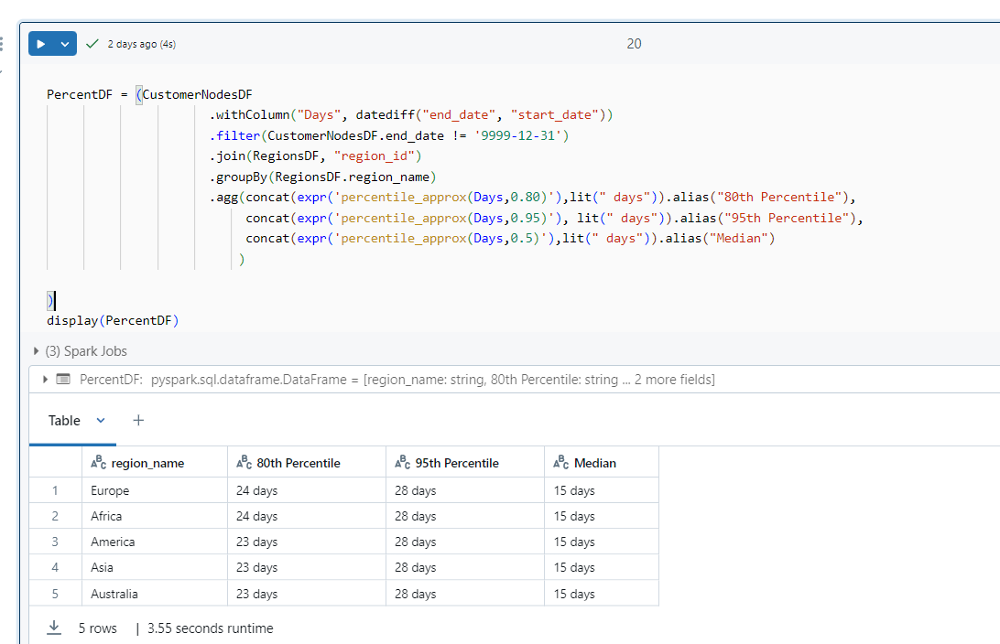 2 days ago (4s)
20
PercentDF = (CustomerNodesDF
.withColumn("Days", datediff("end_date", "start_date"))
.filter(CustomerNodesDF.end_date != '9999-12-31')
.join(RegionsDF, "region_id")
.groupBy(RegionsDF.region_name)
.agg(concat(expr('percentile_approx(Days,0.80)'),lit(" days")).alias("80th Percentile"),
concat(expr('percentile_approx(Days,0.95)'), lit(" days")).alias("95th Percentile"),
concat(expr('percentile_approx(Days,0.5)'),lit(" days")).alias("Median")
)
)
display(PercentDF)
(3) Spark Jobs
PercentDF: pyspark.sql.dataframe.DataFrame = [region_name: string, 80th Percentile: string ... 2 more fields]
Table +
ABC region_name ABC 80th Percentile ABC 95th Percentile ABC Median
1 Europe 24 days 28 days 15 days
2 Africa 24 days 28 days 15 days
3 America 23 days 28 days 15 days
4 Asia 23 days 28 days 15 days
5 Australia 23 days 28 days 15 days
5 rows | 3.55 seconds runtime